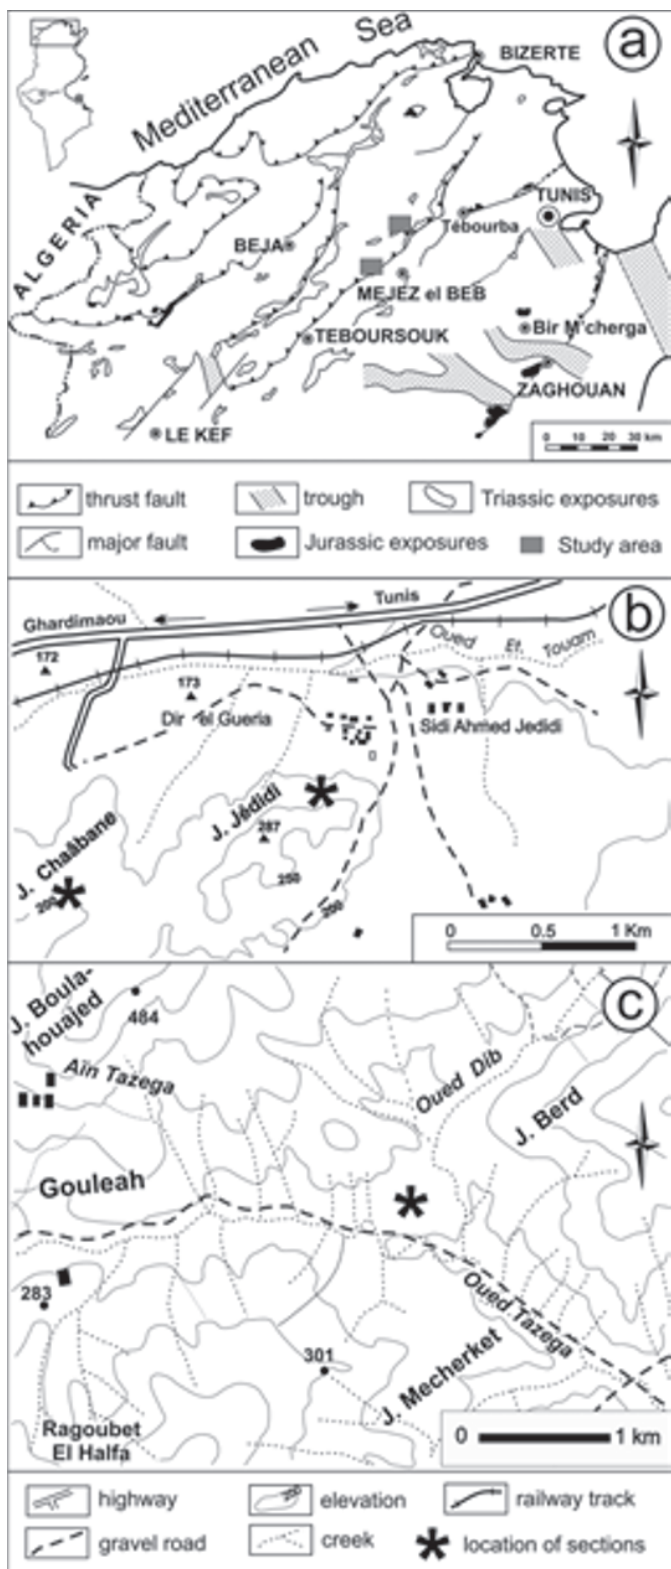 a
Mediterranean Sea
BIZERTE
ALGERIA
TUNIS
Tébourba
BEJA
MEJEZ el BEB
TEBOURSOUK
Bir M'cherga
ZAGHOUAN
LE KEF
0 10 20 30 km
thrust fault
trough
Triassic exposures
major fault
Jurassic exposures
Study area
b
Ghardimaou
Tunis
Oued Et. Touam
172
173
Dir el Gueria
Sidi Ahmed Jedidi
J. Jédidi
287
J. Chaâbane
200
250
200
0 0.5 1 Km
c
J. Boula-
houajed
484
Aïn Tazega
Oued Dib
J. Berd
Gouleah
283
Oued Tazega
301
J. Mecherket
Ragoubet
El Halfa
0 1 km
highway
200
elevation
railway track
gravel road
creek
location of sections